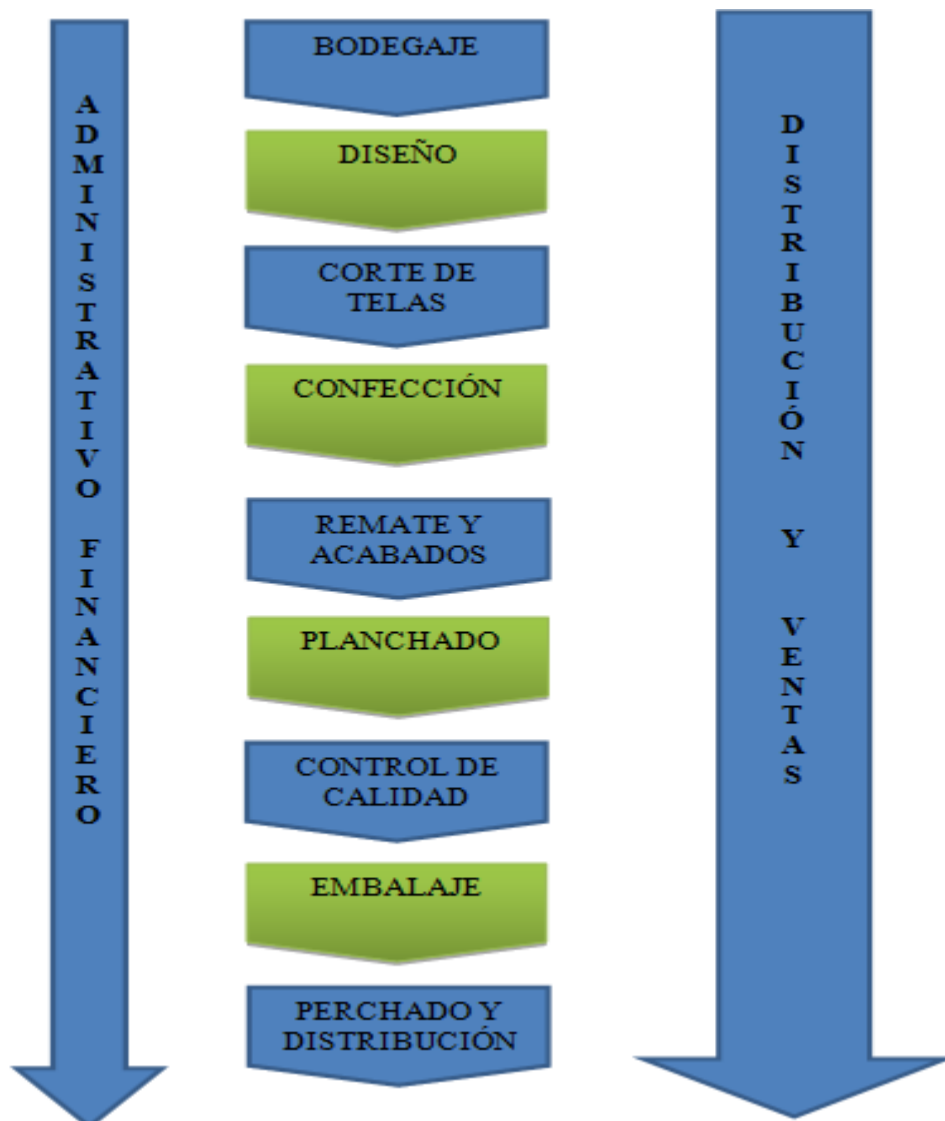 ADMINISTRATIVO FINANCIERO
BODEGAJE
DISEÑO
CORTE DE
TELAS
CONFECCIÓN
REMATE Y
ACABADOS
PLANCHADO
CONTROL DE
CALIDAD
EMBALAJE
PERCHADO Y
DISTRIBUCIÓN
DISTRIBUCIÓN Y VENTAS